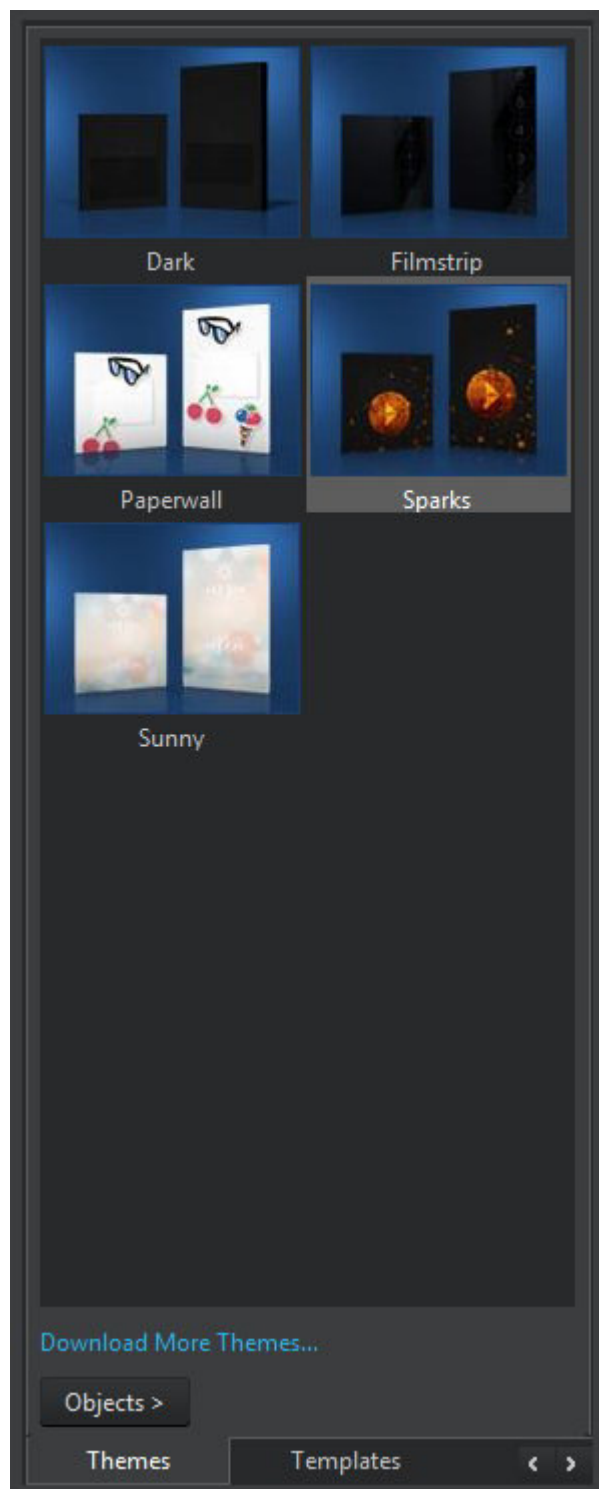 Dark
Filmstrip
Paperwall
Sparks
Sunny
Download More Themes...
Objects >
Themes
Templates